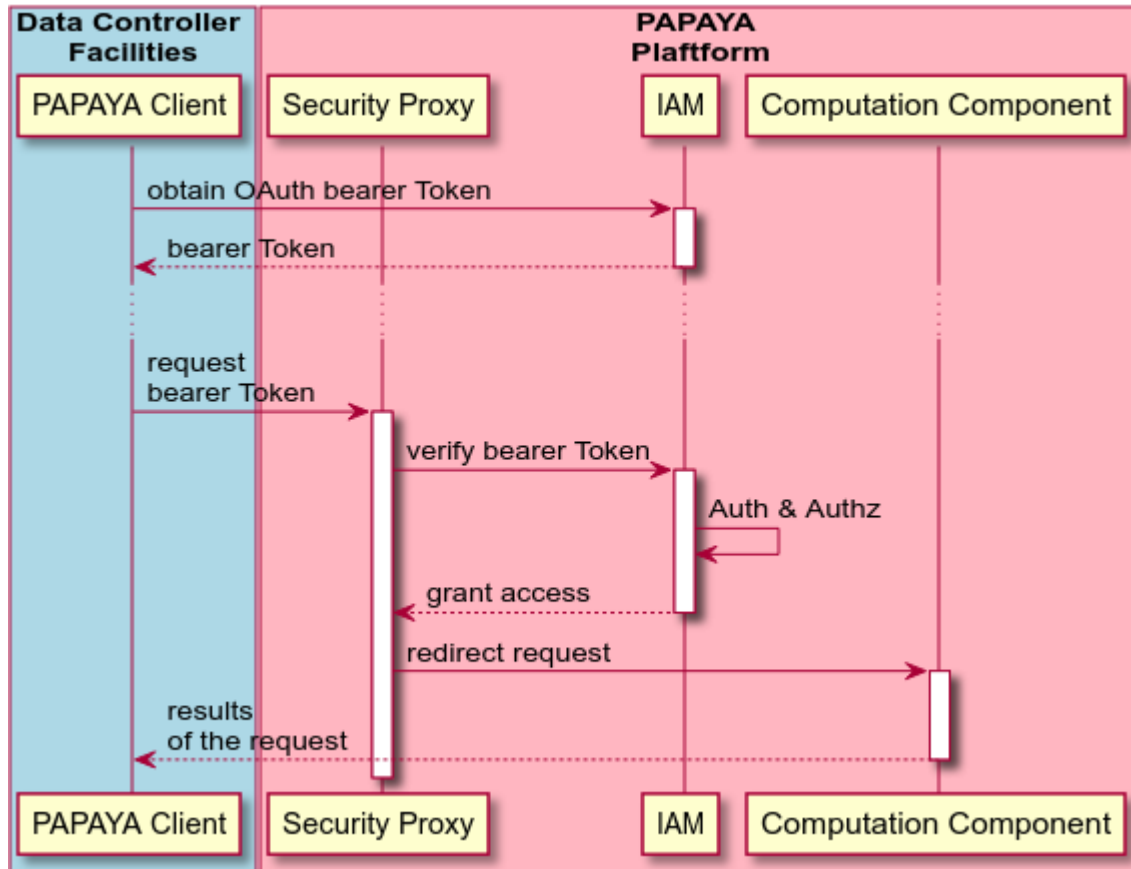 Data Controller
Facilities
PAPAYA
Plaftform
PAPAYA Client
Security Proxy
IAM
Computation Component
obtain OAuth bearer Token
bearer Token
request
bearer Token
verify bearer Token
Auth & Authz
grant access
redirect request
results
of the request
PAPAYA Client
Security Proxy
IAM
Computation Component